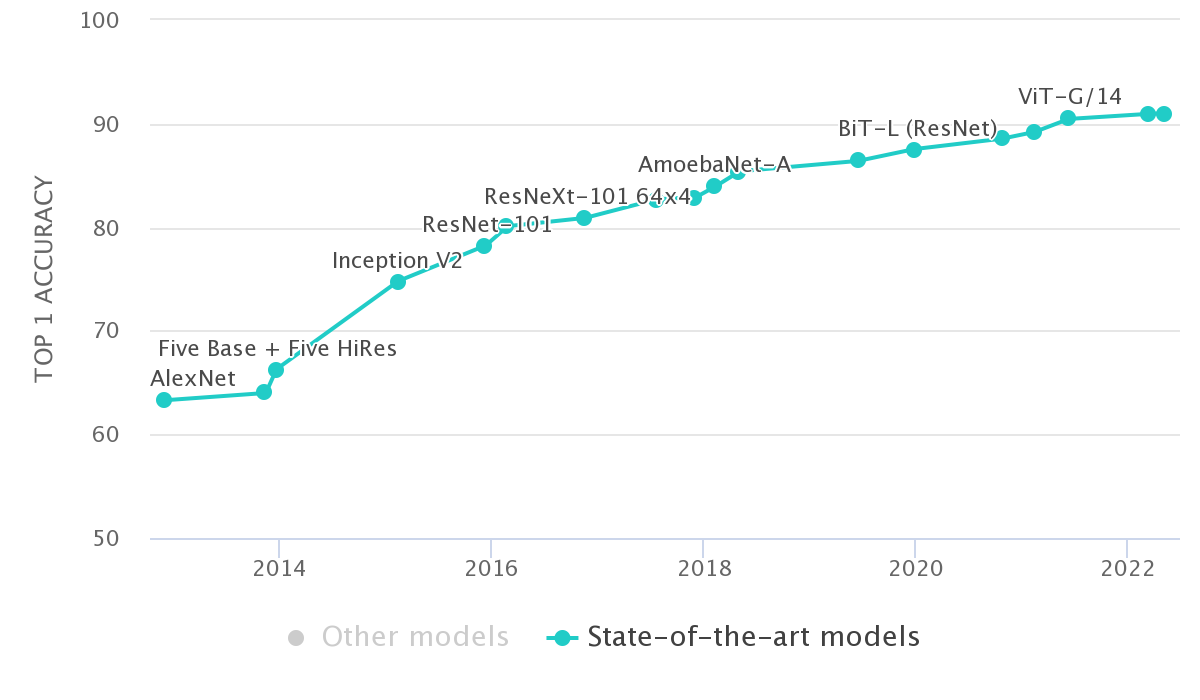 100
90
80
70
60
50
TOP 1 ACCURACY
ViT-G/14
BiT-L (ResNet)
AmoebaNet-A
ResNeXt-101 64x4
ResNet-101
Inception V2
Five Base + Five HiRes
AlexNet
2014 2016 2018 2020 2022
Other models State-of-the-art models